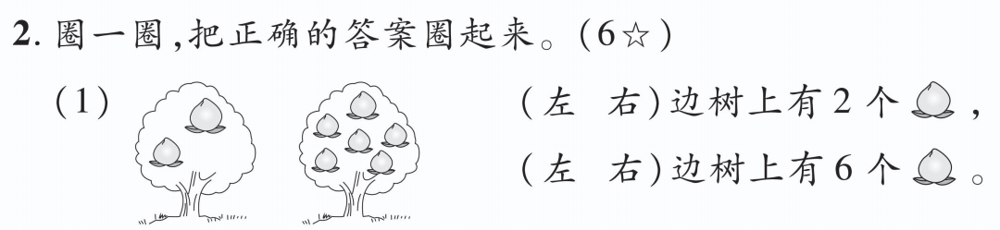 2. 圈一圈,把正确的答案圈起来。(6☆)
(1) (左 右)边树上有 2 个 ,
(左 右)边树上有 6 个 。